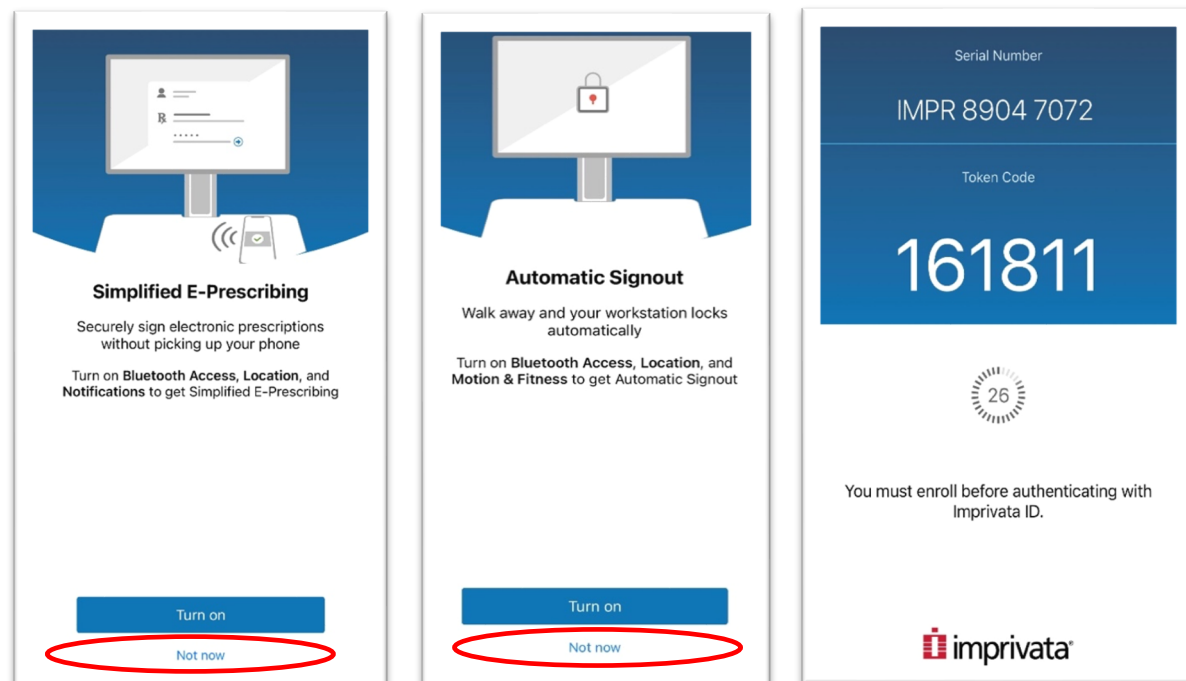 ℞
Simplified E-Prescribing
Securely sign electronic prescriptions
without picking up your phone
Turn on Bluetooth Access, Location, and
Notifications to get Simplified E-Prescribing
Turn on
Not now
Automatic Signout
Walk away and your workstation locks
automatically
Turn on Bluetooth Access, Location, and
Motion & Fitness to get Automatic Signout
Turn on
Not now
Serial Number
IMPR 8904 7072
Token Code
161811
26
You must enroll before authenticating with
Imprivata ID.
imprivata®